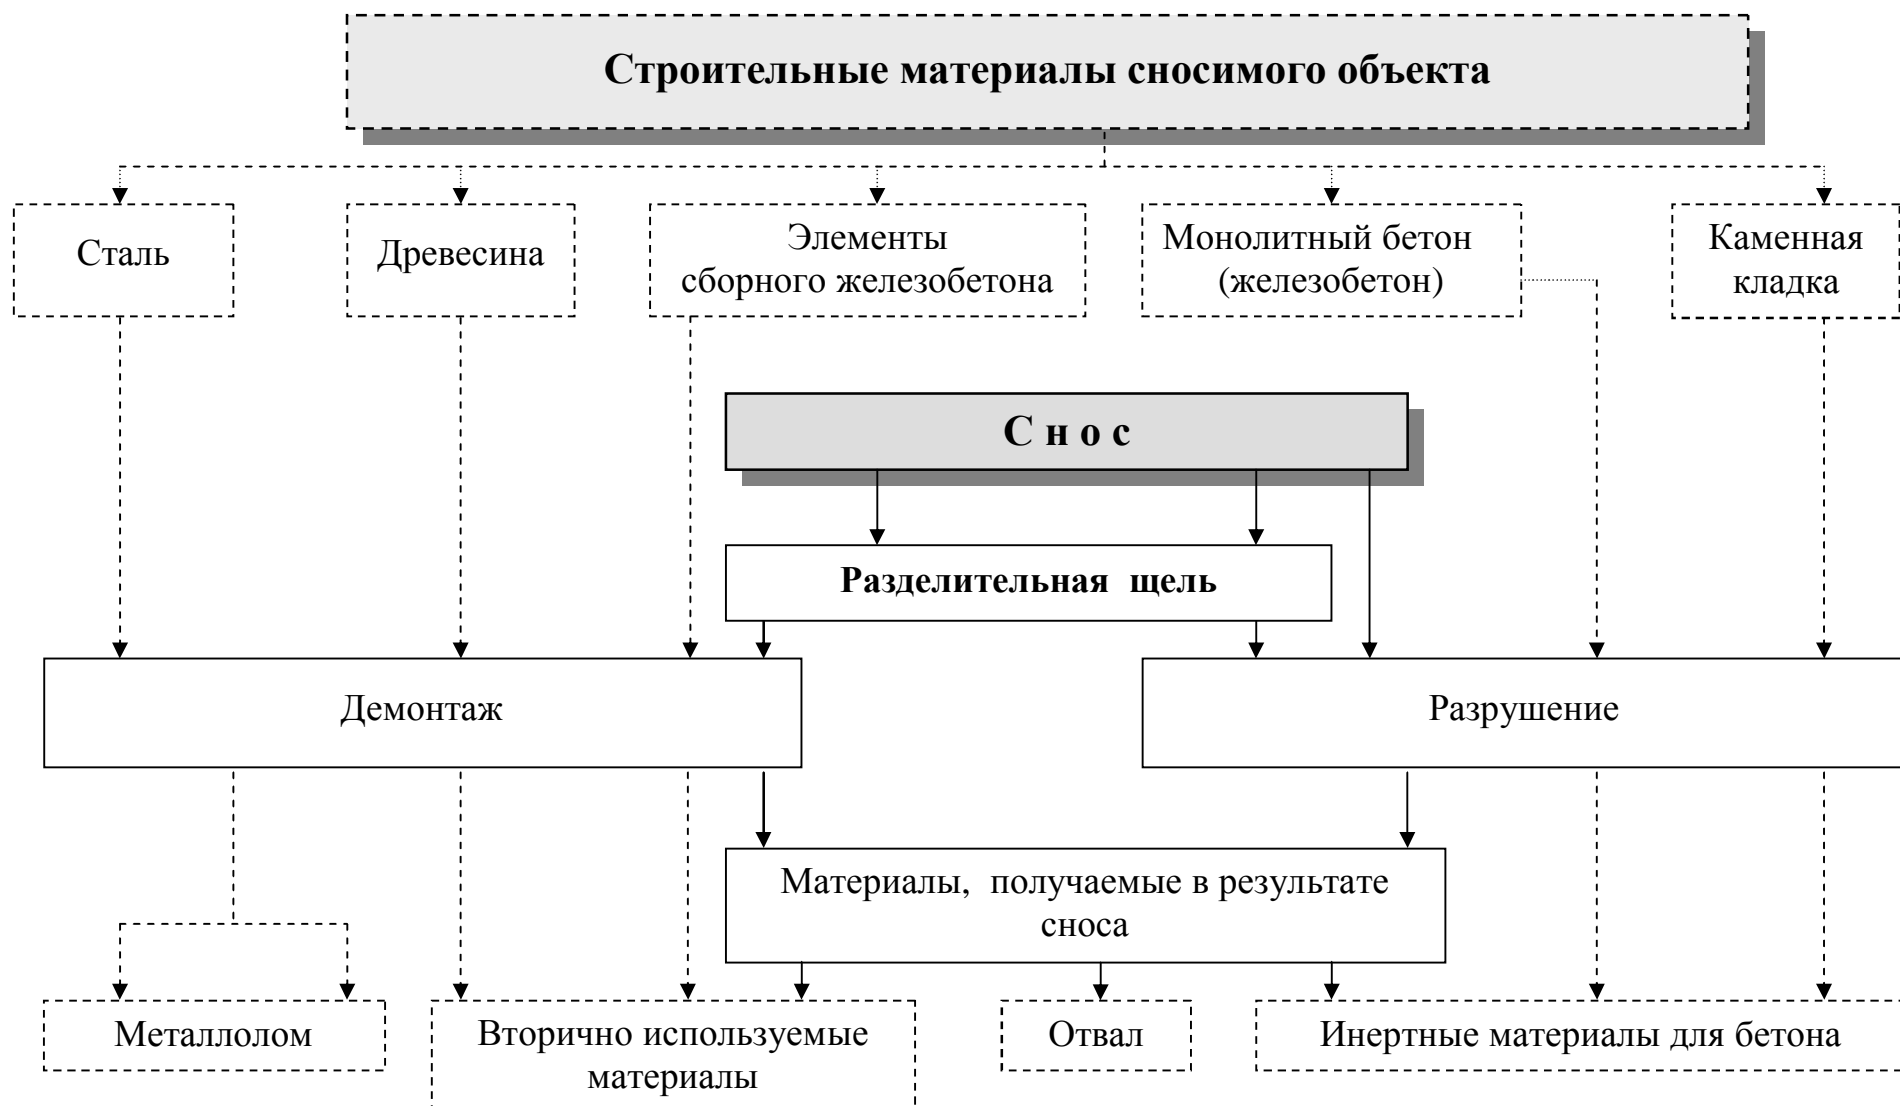 Строительные материалы сносимого объекта
Сталь
Древесина
Элементы
сборного железобетона
Монолитный бетон
(железобетон)
Каменная
кладка
С н о с
Разделительная щель
Демонтаж
Разрушение
Материалы, получаемые в результате
сноса
Металлолом
Вторично используемые
материалы
Отвал
Инертные материалы для бетона